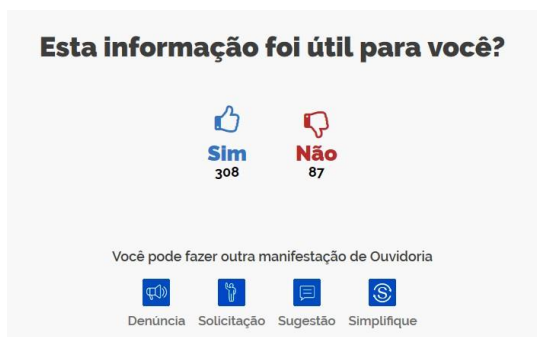 Esta informação foi útil para você?
Sim Não
308 87
Você pode fazer outra manifestação de Ouvidoria
Denúncia Solicitação Sugestão Simplifique